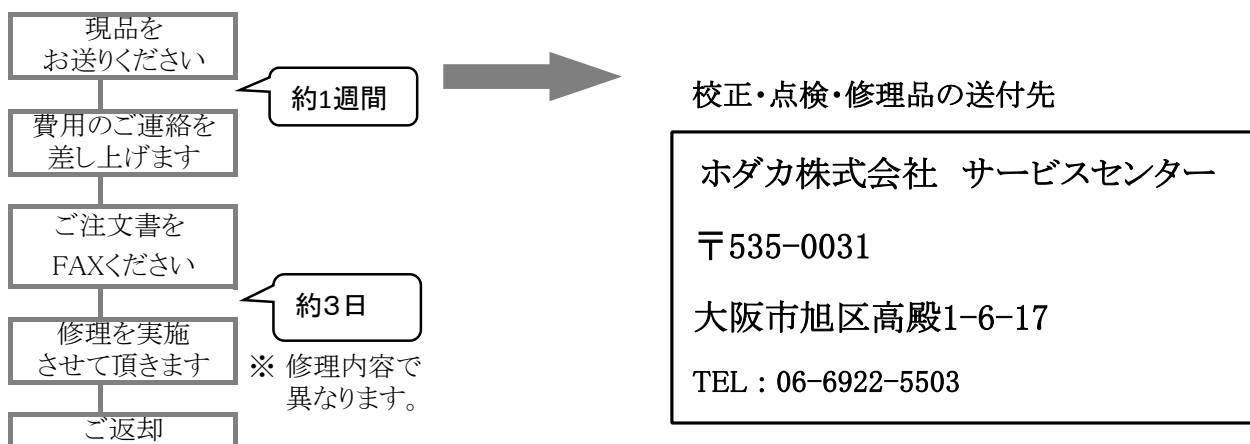 現品を
お送りください
約1週間
費用のご連絡を
差し上げます
ご注文書を
FAXください
約3日
修理を実施
させて頂きます
※ 修理内容で
異なります。
ご返却
校正・点検・修理品の送付先
ホダカ株式会社 サービスセンター
〒535-0031
大阪市旭区高殿1-6-17
TEL：06-6922-5503